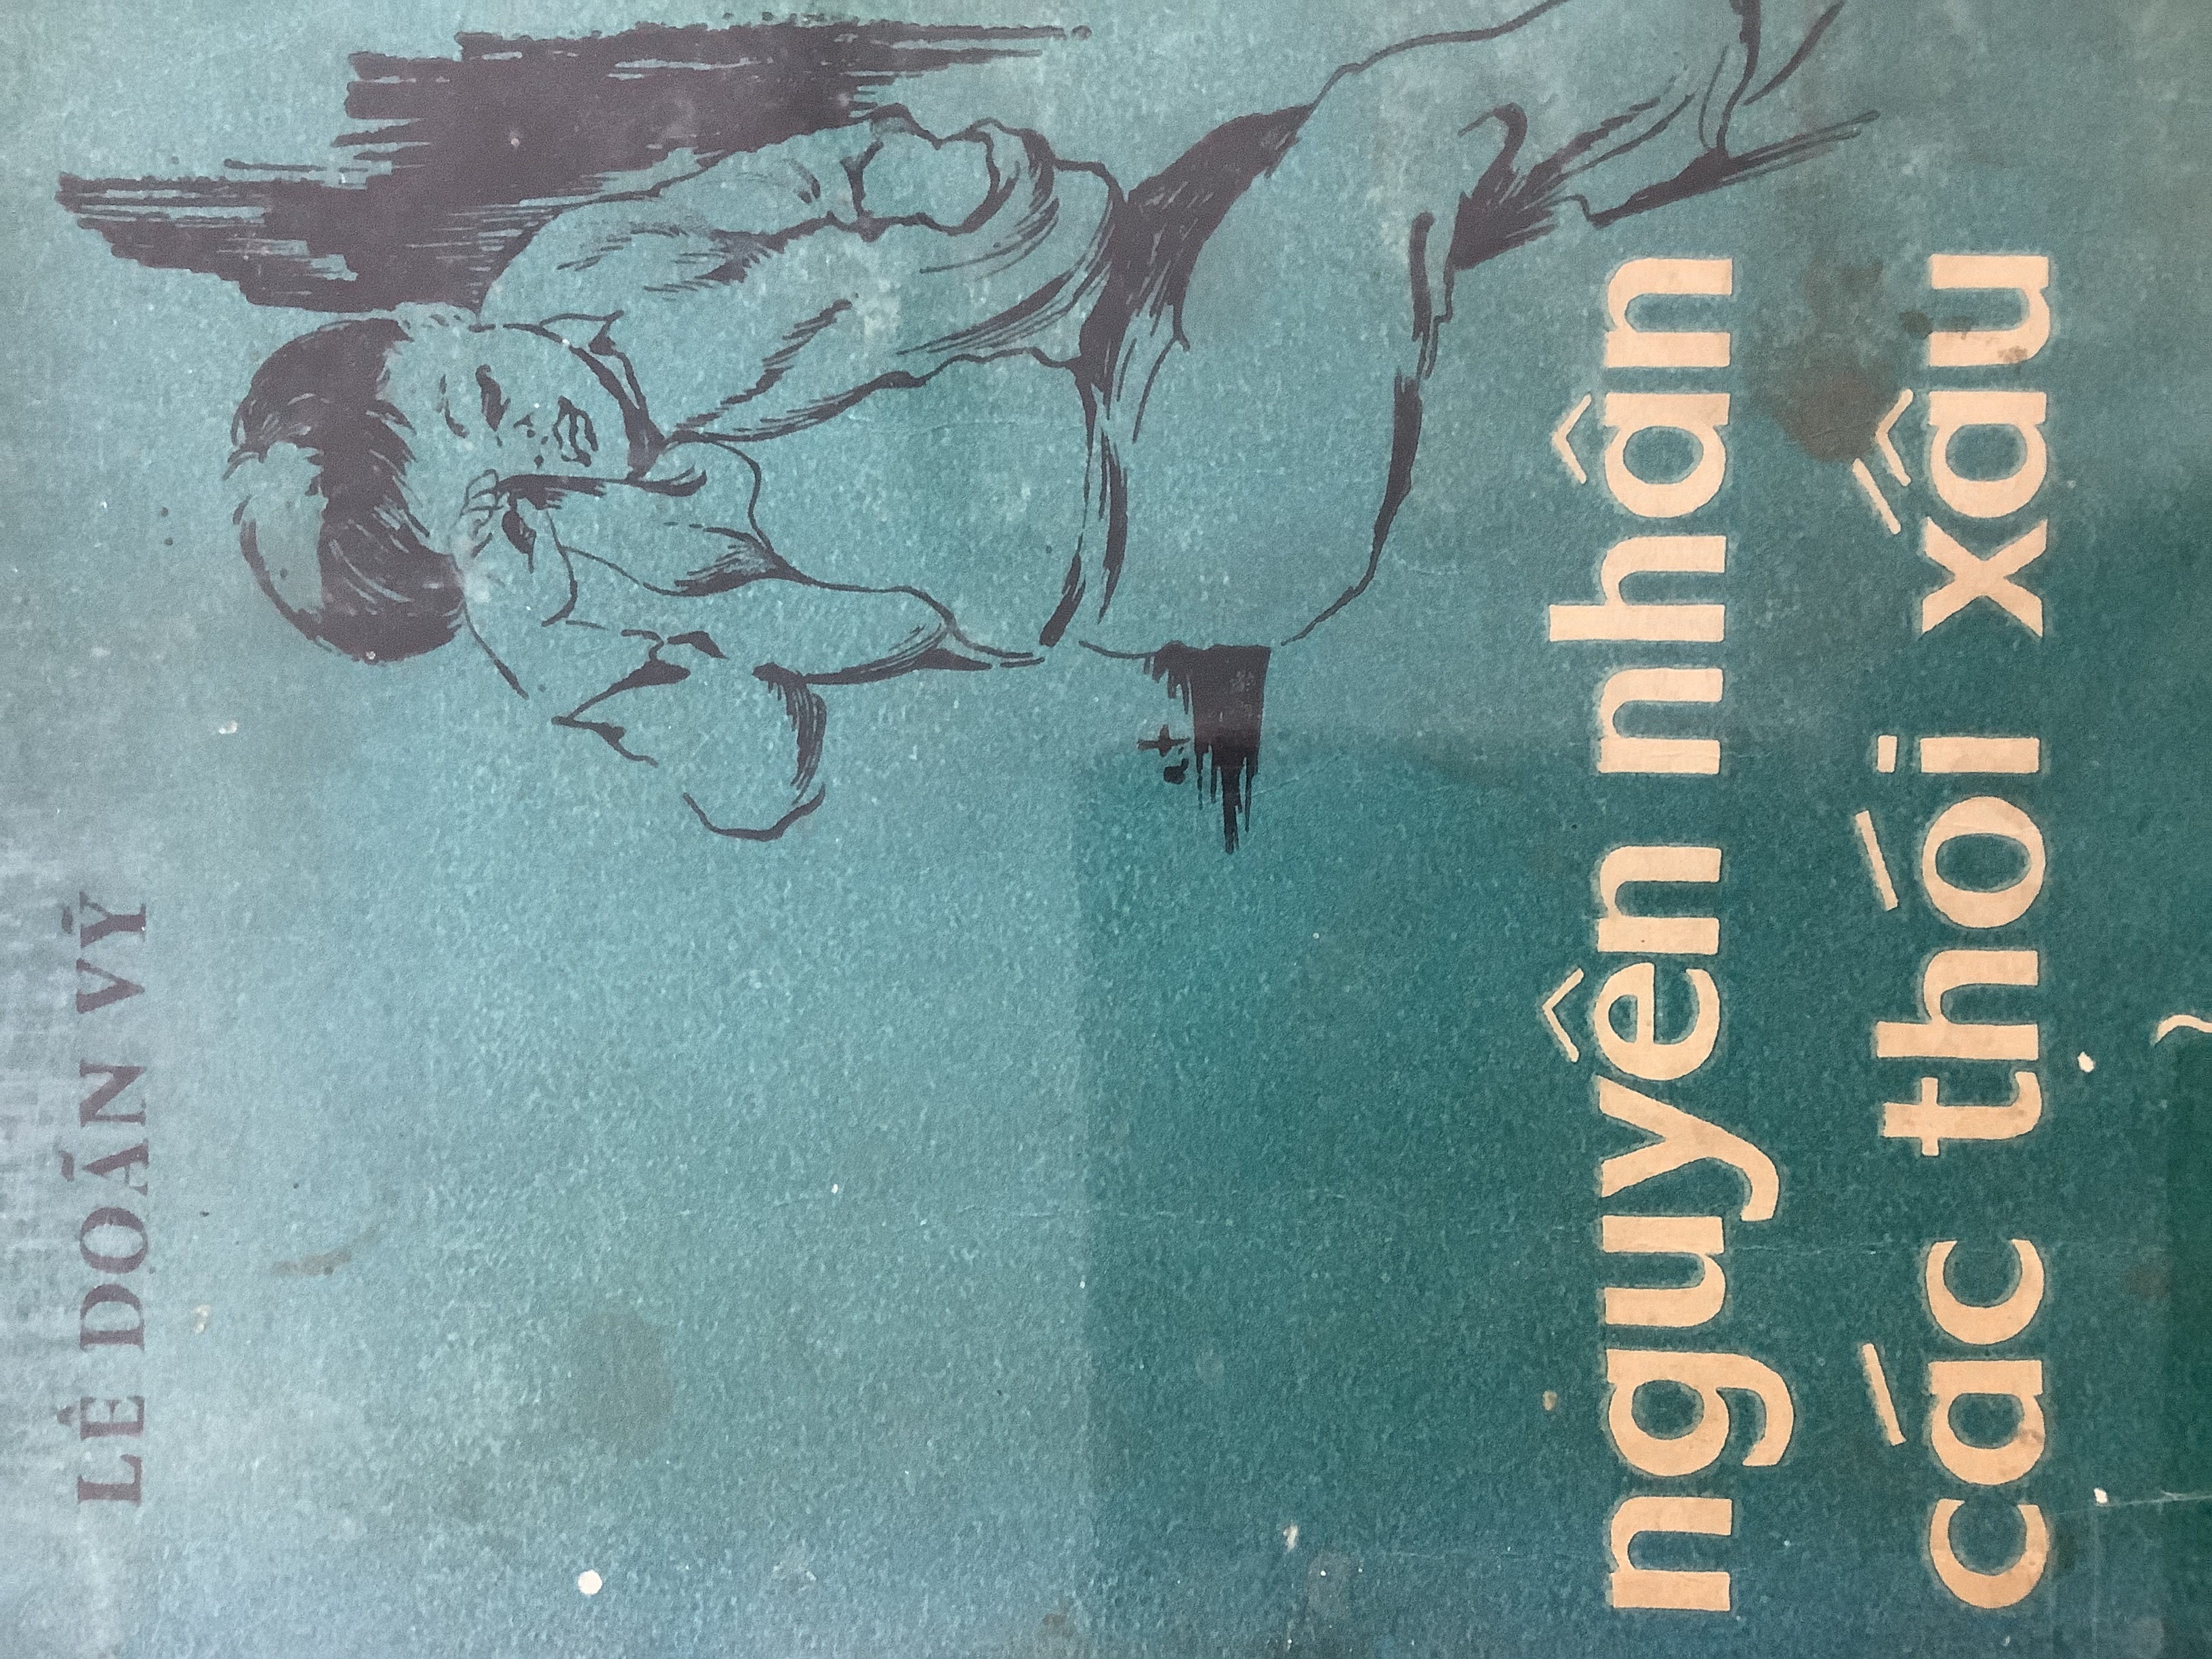 LÊ DOÃN VỸ
nguyên nhân
các thói xấu